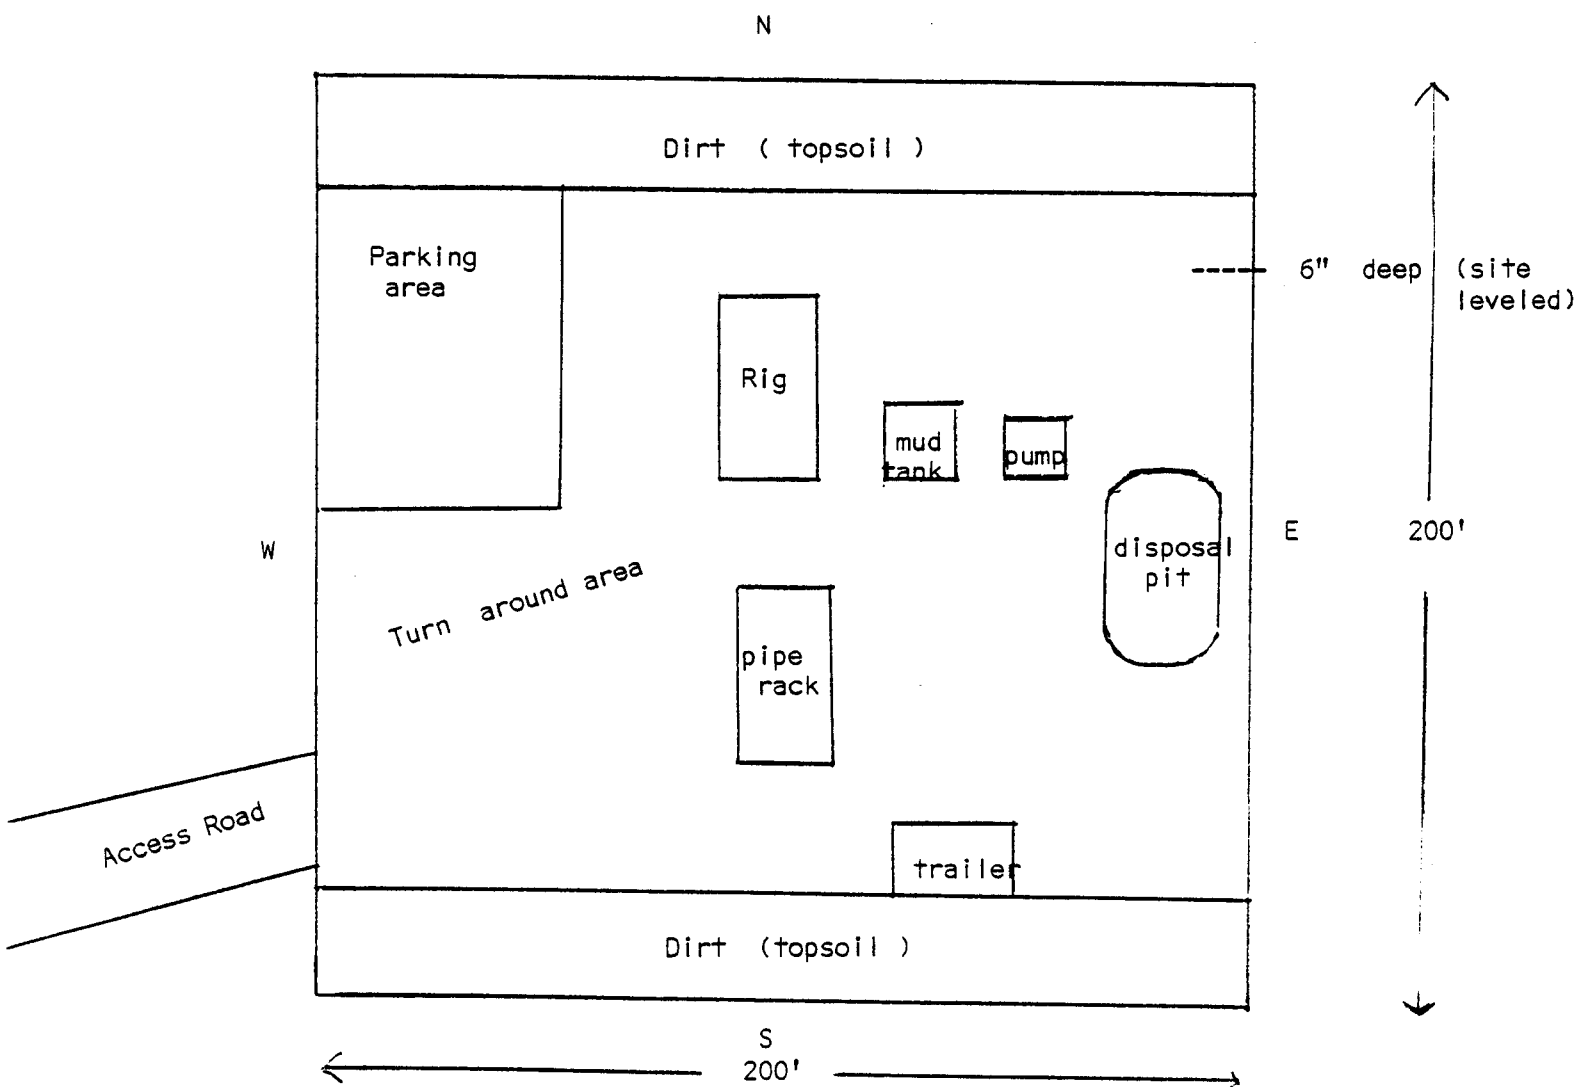 N
Dirt ( topsoil )
Parking
area
6" deep (site
leveled)
Rig
mud
tank
pump
W
E
200'
disposal
pit
Turn around area
pipe
rack
Access Road
trailer
Dirt (topsoil )
S
200'